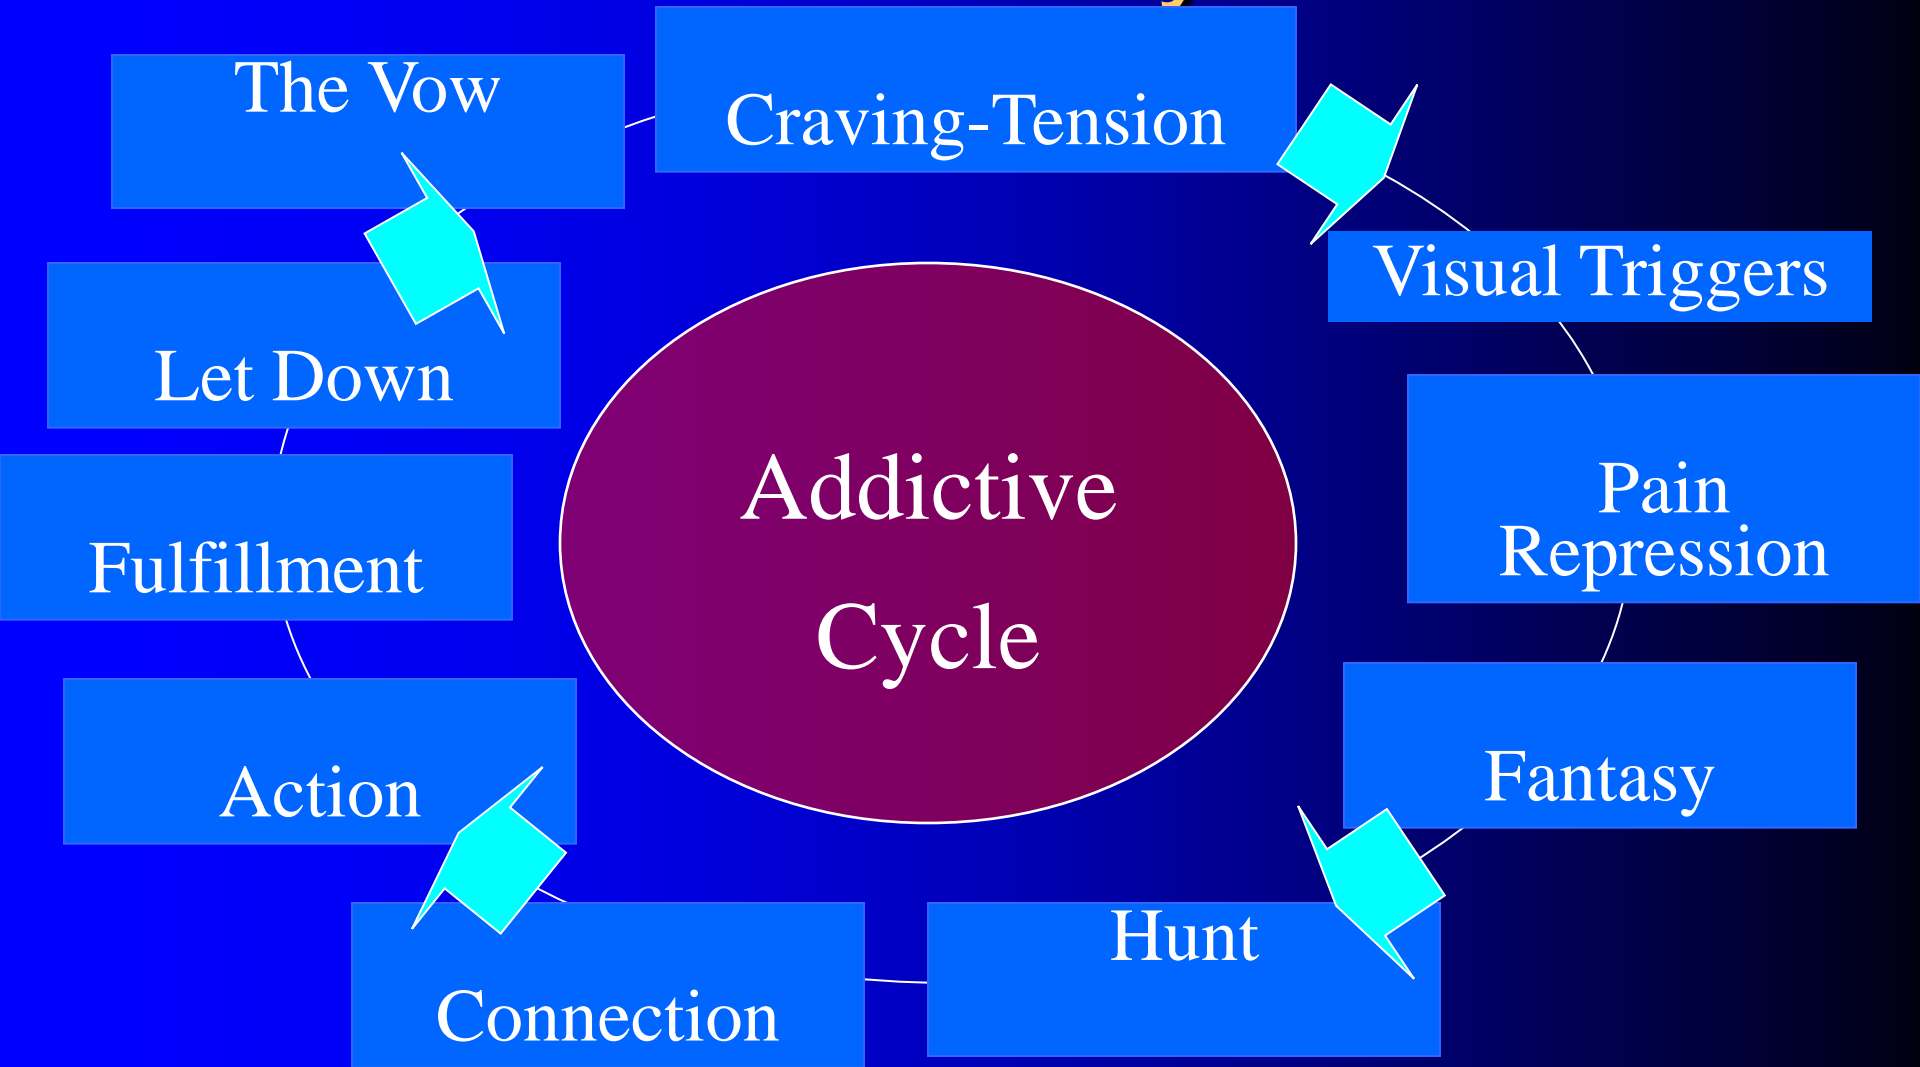 The Vow
Craving-Tension
Visual Triggers
Let Down
Pain
Repression
Addictive
Cycle
Fulfillment
Fantasy
Action
Hunt
Connection